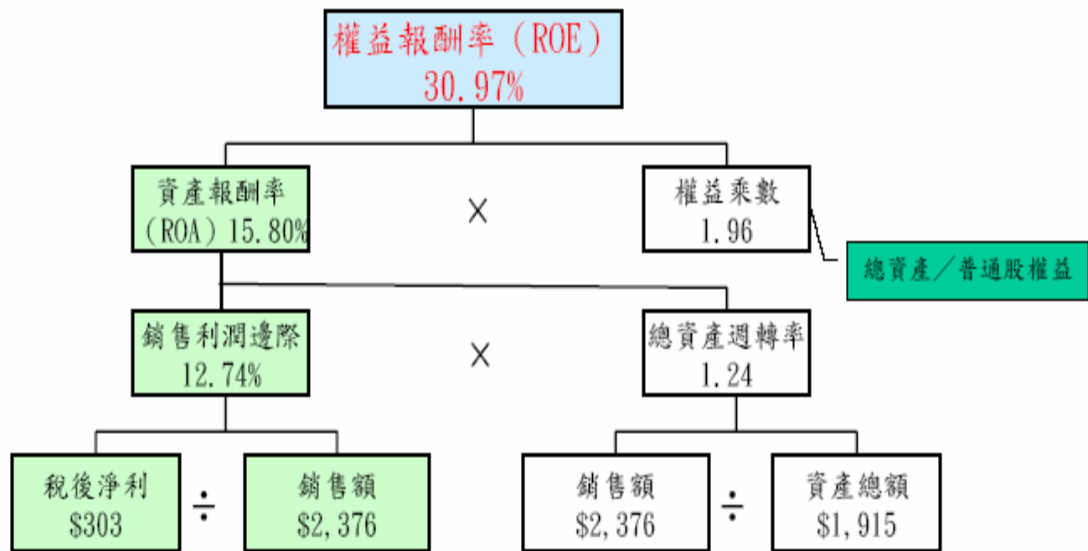 權益報酬率（ROE）
30.97%
資產報酬率
（ROA）15.80%
×
權益乘數
1.96
總資產／普通股權益
銷售利潤邊際
12.74%
×
總資產週轉率
1.24
稅後淨利
$303
÷
銷售額
$2,376
銷售額
$2,376
÷
資產總額
$1,915